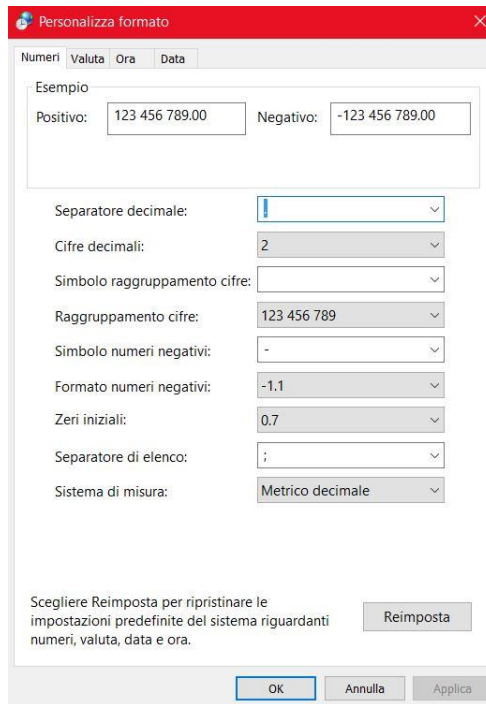 Personalizza formato
Numeri Valuta Ora Data
Esempio
Positivo: 123 456 789.00 Negativo: -123 456 789.00
Separatore decimale: .
Cifre decimali: 2
Simbolo raggruppamento cifre:
Raggruppamento cifre: 123 456 789
Simbolo numeri negativi: -
Formato numeri negativi: -1.1
Zeri iniziali: 0.7
Separatore di elenco: ;
Sistema di misura: Metrico decimale
Scegliere Reimposta per ripristinare le
impostazioni predefinite del sistema riguardanti
numeri, valuta, data e ora.
Reimposta
OK Annulla Applica